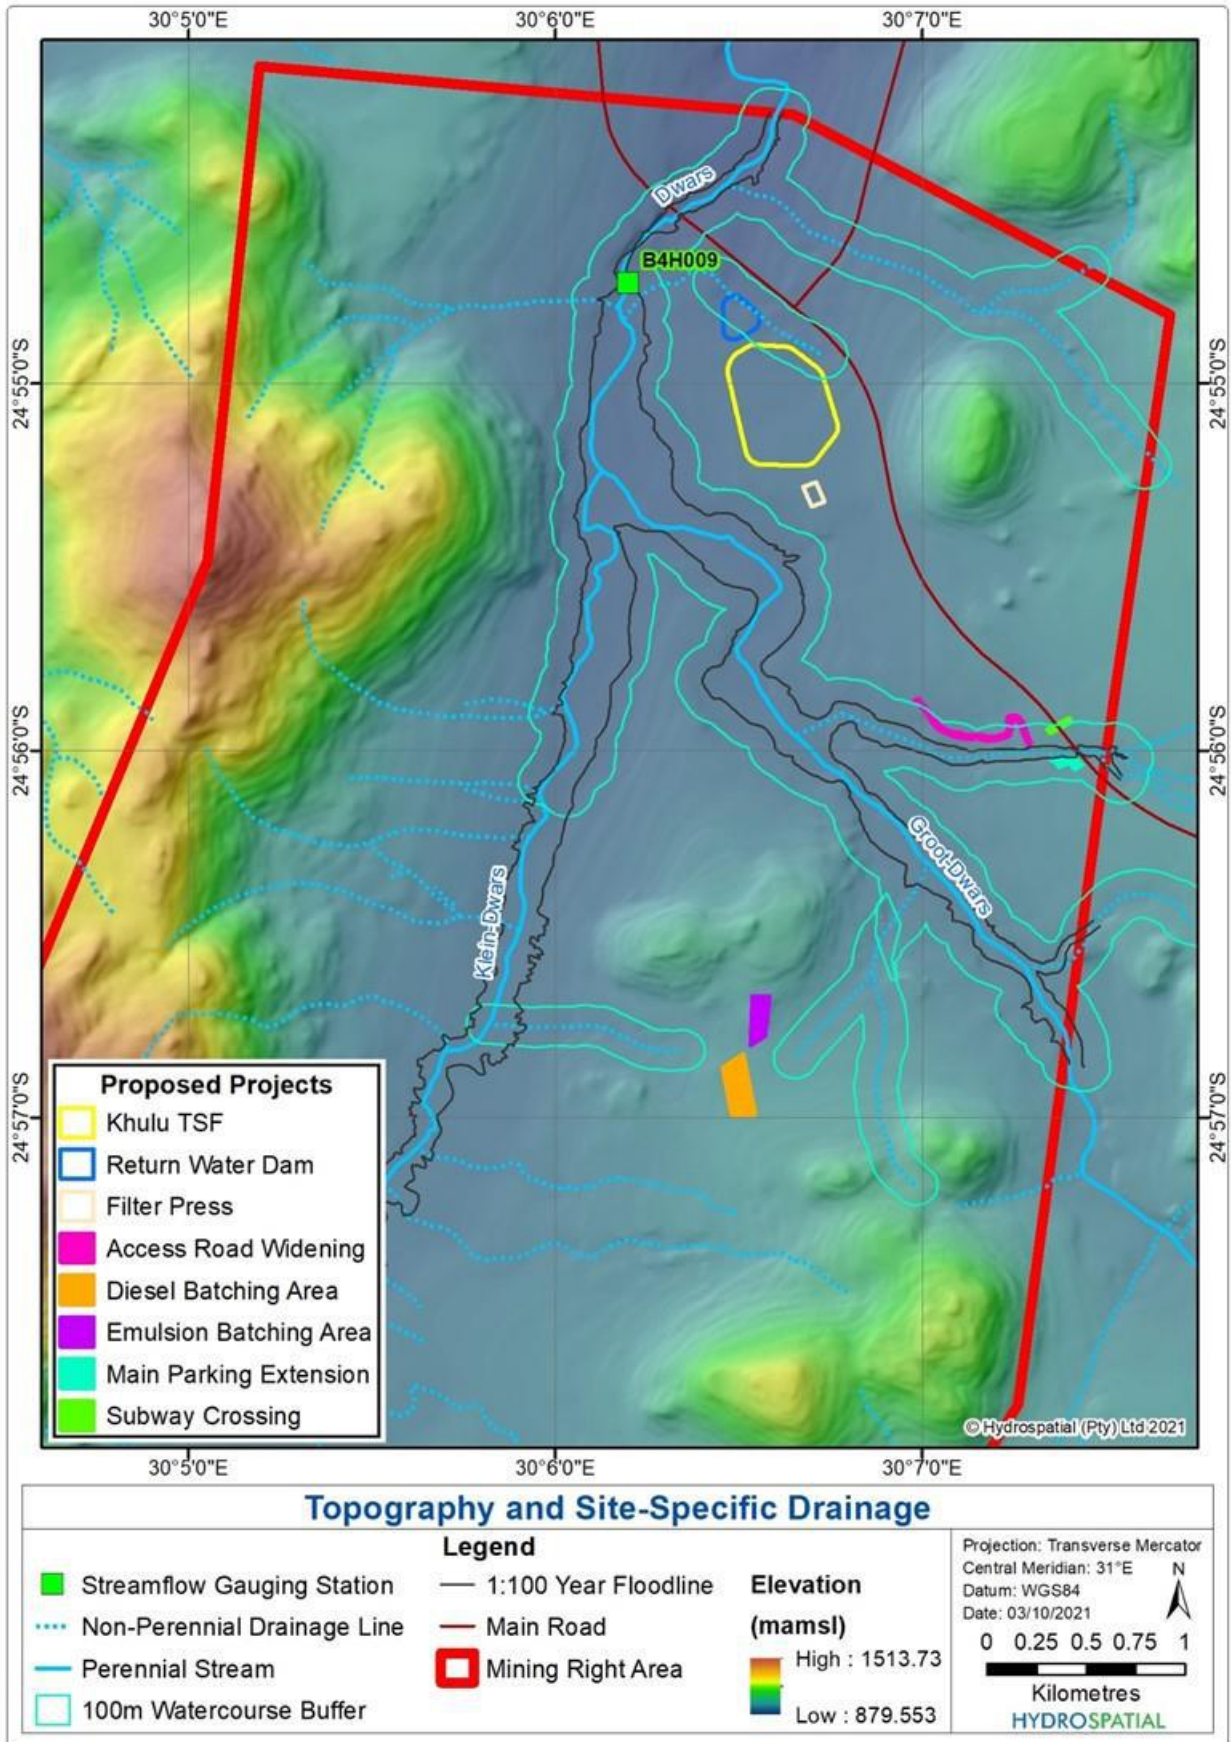 30°5'0"E 30°6'0"E 30°7'0"E
Dwars
B4H009
24°55'0"S 24°55'0"S
24°56'0"S 24°56'0"S
Groot-Dwars
Klein-Dwars
24°57'0"S 24°57'0"S
Proposed Projects
Khulu TSF
Return Water Dam
Filter Press
Access Road Widening
Diesel Batching Area
Emulsion Batching Area
Main Parking Extension
Subway Crossing
© Hydrospatial (Pty) Ltd 2021
30°5'0"E 30°6'0"E 30°7'0"E
Topography and Site-Specific Drainage
Legend
Streamflow Gauging Station
Non-Perennial Drainage Line
Perennial Stream
100m Watercourse Buffer
1:100 Year Floodline
Main Road
Mining Right Area
Elevation
(mamsl)
High : 1513.73
Low : 879.553
Projection: Transverse Mercator
Central Meridian: 31°E
Datum: WGS84
Date: 03/10/2021
N
0 0.25 0.5 0.75 1
Kilometres
HYDROSPATIAL